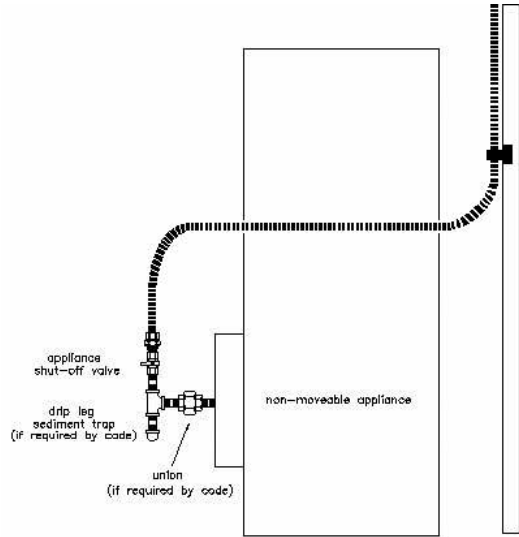 appliance
shut-off valve
non-moveable appliance
drip leg
sediment trap
(if required by code)
union
(if required by code)